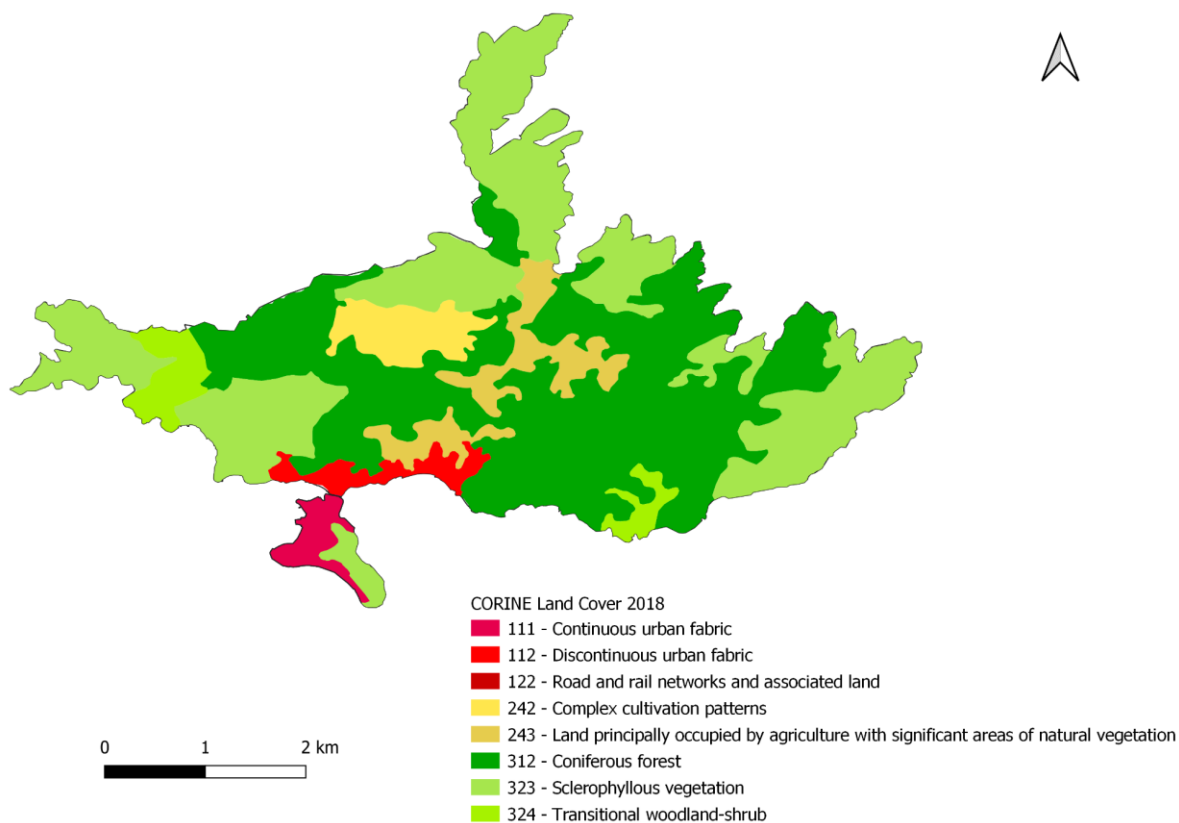 CORINE Land Cover 2018
111 - Continuous urban fabric
112 - Discontinuous urban fabric
122 - Road and rail networks and associated land
242 - Complex cultivation patterns
243 - Land principally occupied by agriculture with significant areas of natural vegetation
312 - Coniferous forest
323 - Sclerophyllous vegetation
324 - Transitional woodland-shrub
0 1 2 km